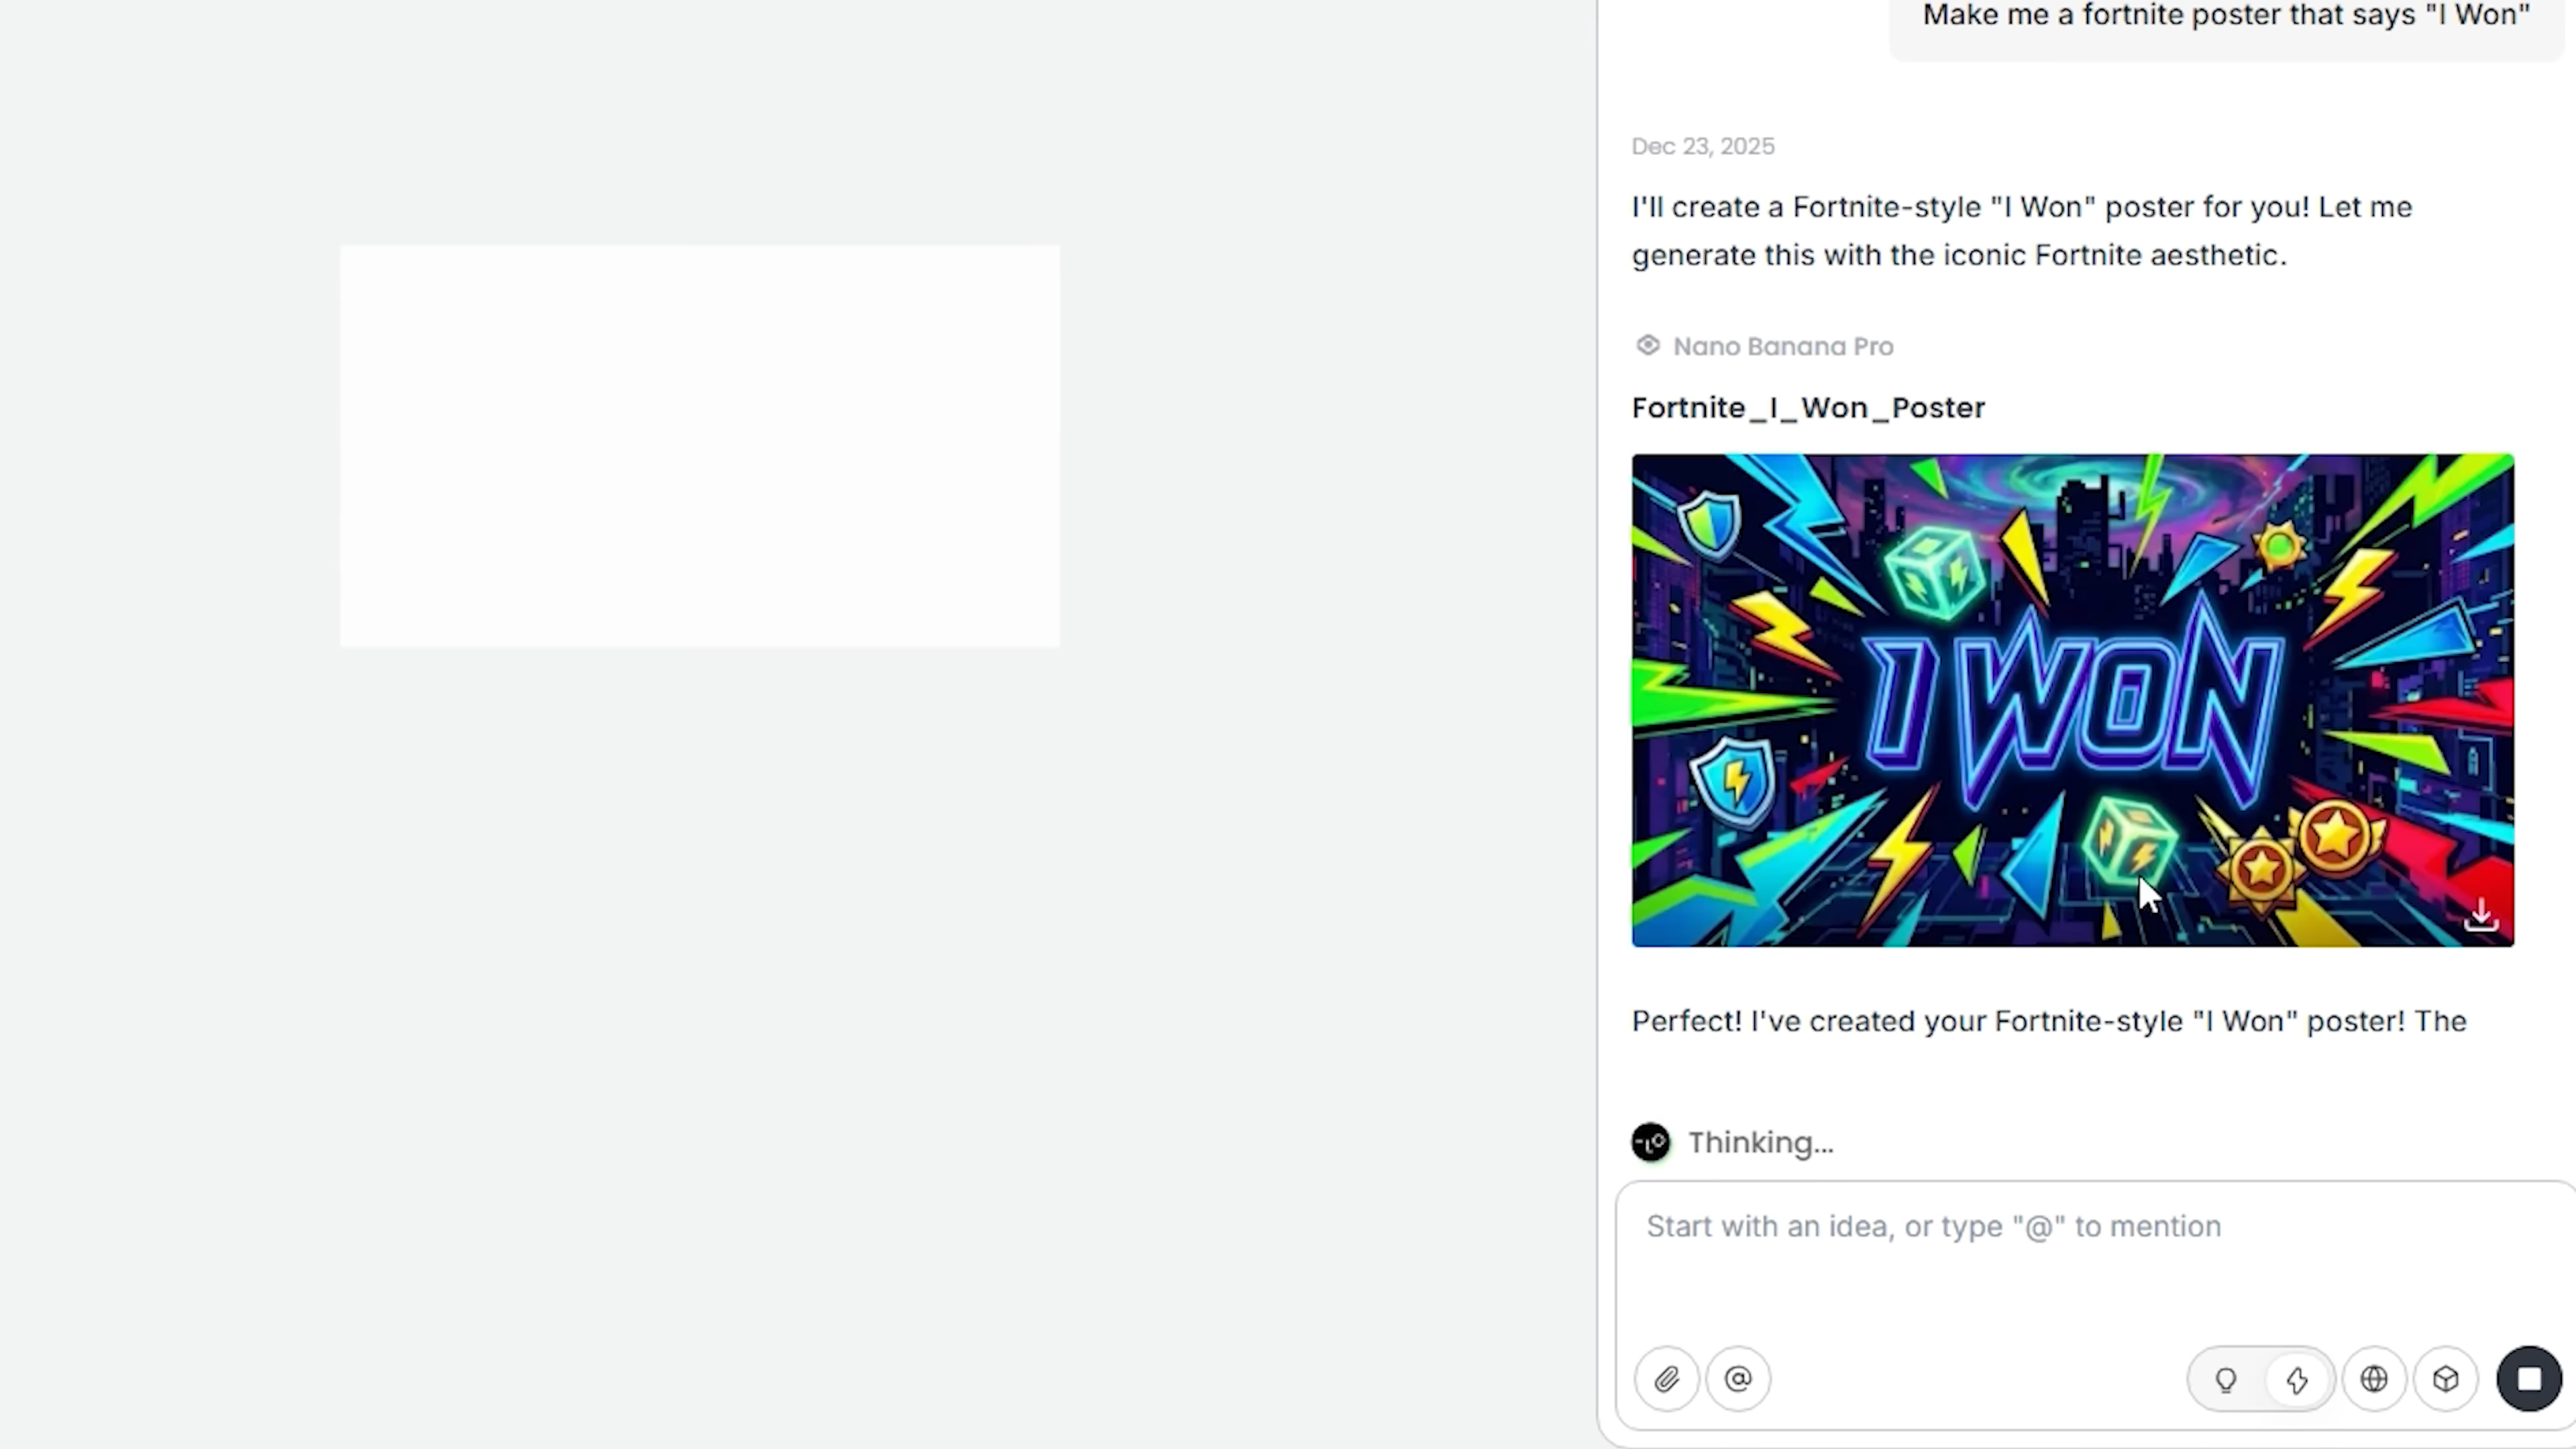 Make me a fortnite poster that says "I Won"
Dec 23, 2025
I'll create a Fortnite-style "I Won" poster for you! Let me
generate this with the iconic Fortnite aesthetic.
Nano Banana Pro
Fortnite_I_Won_Poster
I WON
Perfect! I've created your Fortnite-style "I Won" poster! The
Thinking...
Start with an idea, or type "@" to mention